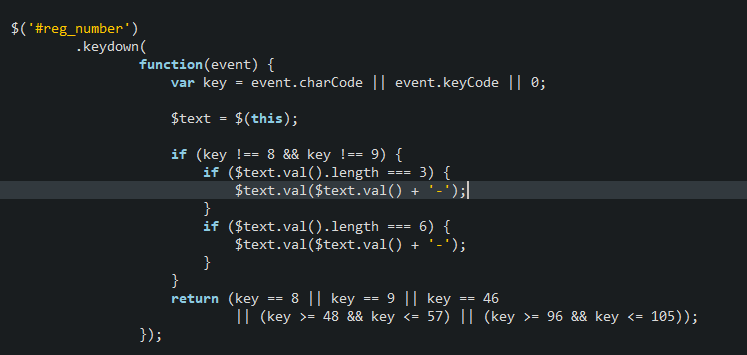 $('#reg_number')
.keydown(
function(event) {
var key = event.charCode || event.keyCode || 0;
$text = $(this);
if (key !== 8 && key !== 9) {
if ($text.val().length === 3) {
$text.val($text.val() + '-');
}
if ($text.val().length === 6) {
$text.val($text.val() + '-');
}
}
return (key == 8 || key == 9 || key == 46
|| (key >= 48 && key <= 57) || (key >= 96 && key <= 105));
});